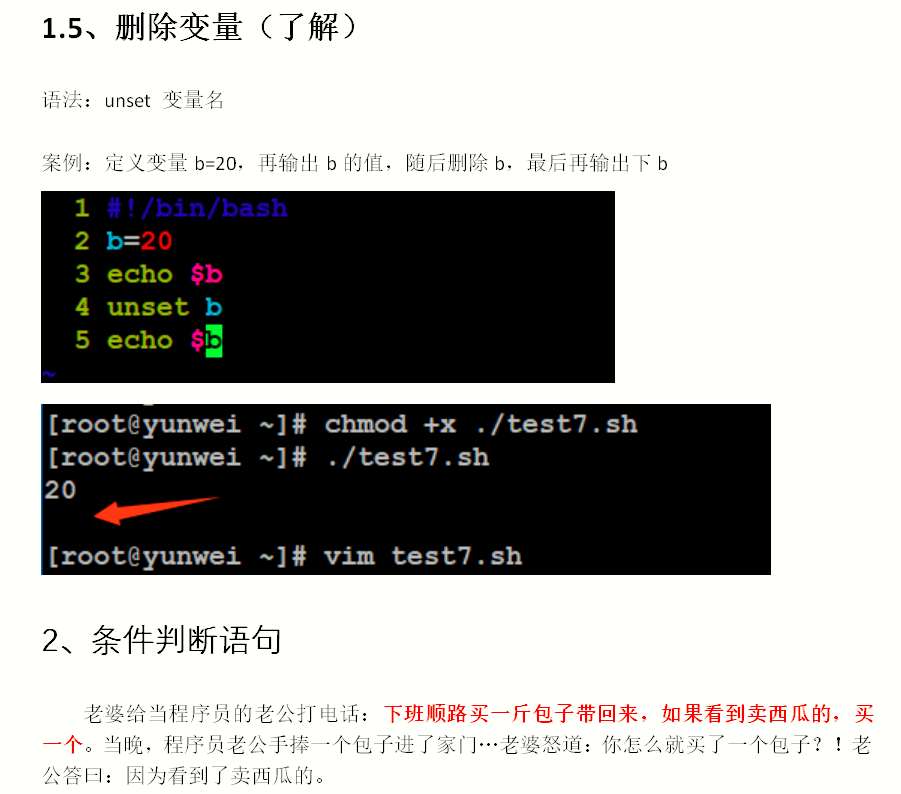 1.5、删除变量（了解）
语法：unset 变量名
案例：定义变量 b=20，再输出 b 的值，随后删除 b，最后再输出下 b
1 #!/bin/bash
2 b=20
3 echo $b
4 unset b
5 echo $b
~
[root@yunwei ~]# chmod +x ./test7.sh
[root@yunwei ~]# ./test7.sh
20
[root@yunwei ~]# vim test7.sh
2、条件判断语句
老婆给当程序员的老公打电话：下班顺路买一斤包子带回来，如果看到卖西瓜的，买
一个。当晚，程序员老公手捧一个包子进了家门…老婆怒道：你怎么就买了一个包子？！老
公答曰：因为看到了卖西瓜的。